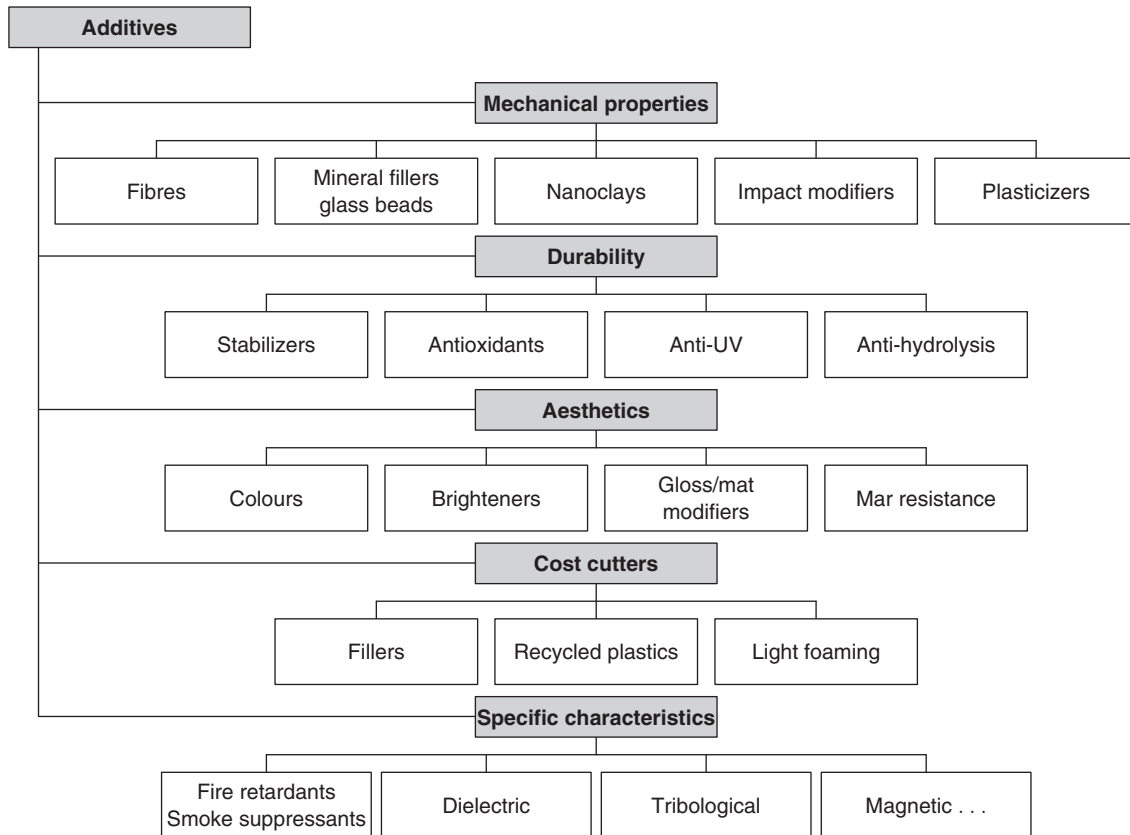 Additives
Mechanical properties
Fibres
Mineral fillers
glass beads
Nanoclays
Impact modifiers
Plasticizers
Durability
Stabilizers
Antioxidants
Anti-UV
Anti-hydrolysis
Aesthetics
Colours
Brighteners
Gloss/mat
modifiers
Mar resistance
Cost cutters
Fillers
Recycled plastics
Light foaming
Specific characteristics
Fire retardants
Smoke suppressants
Dielectric
Tribological
Magnetic . . .